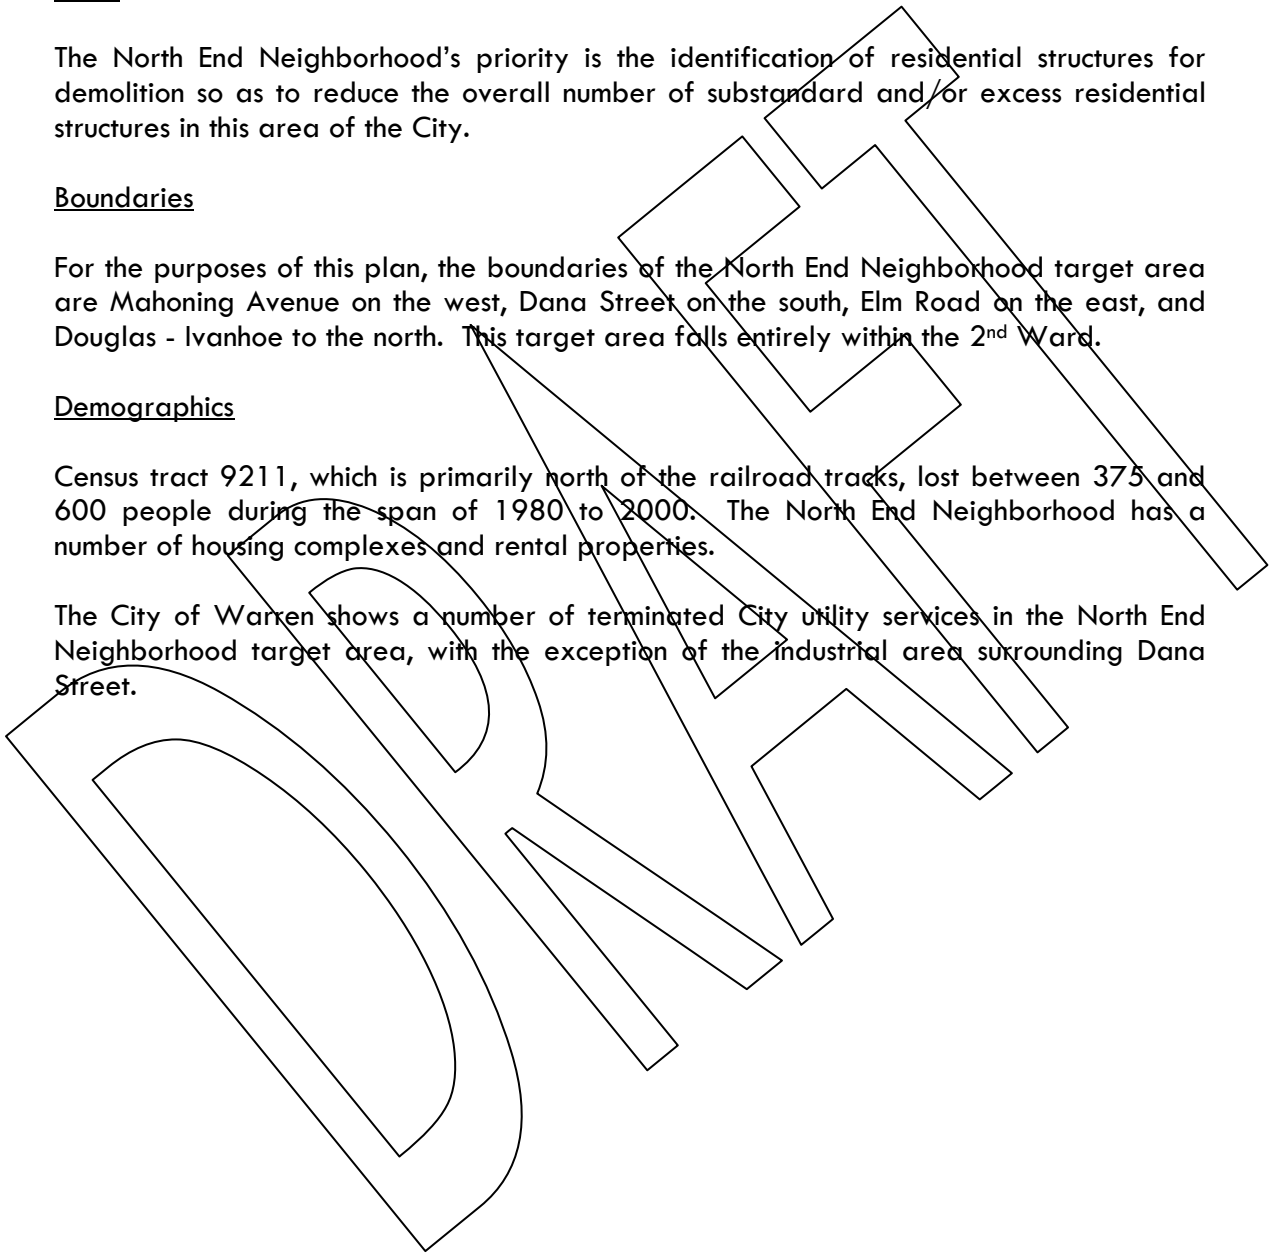 The North End Neighborhood’s priority is the identification of residential structures for
demolition so as to reduce the overall number of substandard and/or excess residential
structures in this area of the City.
Boundaries
For the purposes of this plan, the boundaries of the North End Neighborhood target area
are Mahoning Avenue on the west, Dana Street on the south, Elm Road on the east, and
Douglas - Ivanhoe to the north.  This target area falls entirely within the 2nd Ward.
Demographics
Census tract 9211, which is primarily north of the railroad tracks, lost between 375 and
600 people during the span of 1980 to 2000.  The North End Neighborhood has a
number of housing complexes and rental properties.
The City of Warren shows a number of terminated City utility services in the North End
Neighborhood target area, with the exception of the industrial area surrounding Dana
Street.
DRAFT